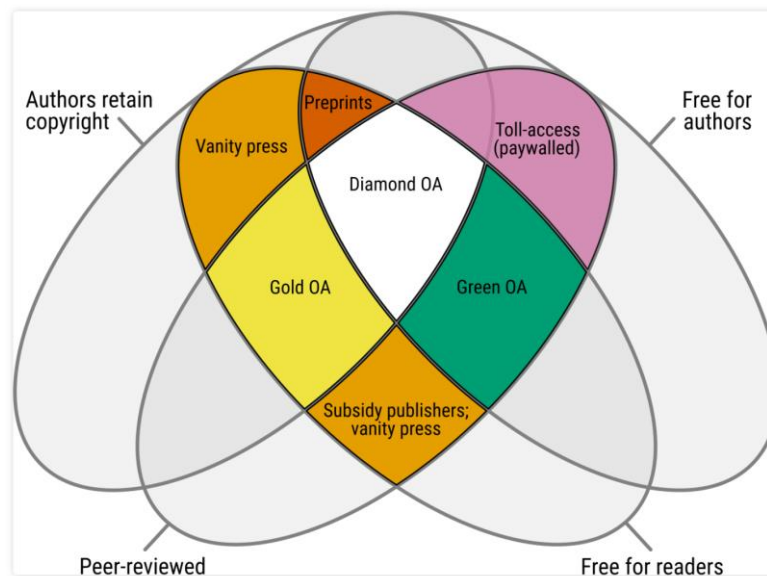 Authors retain
copyright
Free for
authors
Preprints
Vanity press
Toll-access
(paywalled)
Diamond OA
Gold OA
Green OA
Subsidy publishers;
vanity press
Peer-reviewed
Free for readers